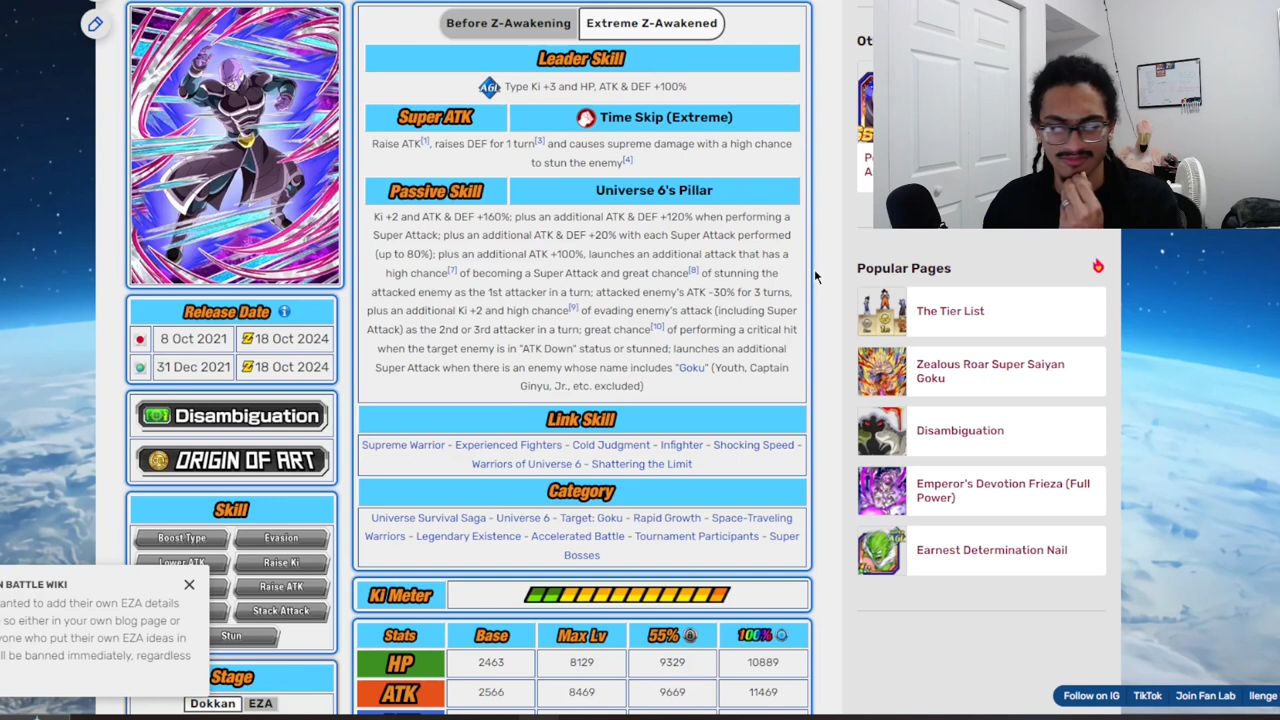 Before Z-Awakening
Extreme Z-Awakened
Leader Skill
AGL Type Ki +3 and HP, ATK & DEF +100%
Super ATK
Time Skip (Extreme)
Raise ATK[1], raises DEF for 1 turn[3] and causes supreme damage with a high chance
to stun the enemy[4]
Passive Skill
Universe 6's Pillar
Ki +2 and ATK & DEF +160%; plus an additional ATK & DEF +120% when performing a
Super Attack; plus an additional ATK & DEF +20% with each Super Attack performed
(up to 80%); plus an additional ATK +100%, launches an additional attack that has a
high chance[7] of becoming a Super Attack and great chance[8] of stunning the
attacked enemy as the 1st attacker in a turn; attacked enemy's ATK -30% for 3 turns,
plus an additional Ki +2 and high chance[9] of evading enemy's attack (including Super
Attack) as the 2nd or 3rd attacker in a turn; great chance[10] of performing a critical hit
when the target enemy is in "ATK Down" status or stunned; launches an additional
Super Attack when there is an enemy whose name includes "Goku" (Youth, Captain
Ginyu, Jr., etc. excluded)
Link Skill
Supreme Warrior - Experienced Fighters - Cold Judgment - Infighter - Shocking Speed -
Warriors of Universe 6 - Shattering the Limit
Category
Universe Survival Saga - Universe 6 - Target: Goku - Rapid Growth - Space-Traveling
Warriors - Legendary Existence - Accelerated Battle - Tournament Participants - Super
Bosses
Ki Meter
Stats Base Max Lv 55% 100%
HP 2463 8129 9329 10889
ATK 2566 8469 9669 11469
Release Date
8 Oct 2021 Z 18 Oct 2024
31 Dec 2021 Z 18 Oct 2024
Disambiguation
ORIGIN OF ART
Skill
Boost Type Evasion
Lower ATK Raise Ki
Raise ATK
Stack Attack
Stun
Stage
Dokkan EZA
N BATTLE WIKI
anted to add their own EZA details
so either in your own blog page or
yone who put their own EZA ideas in
ll be banned immediately, regardless
Ot
Popular Pages
The Tier List
Zealous Roar Super Saiyan
Goku
Disambiguation
Emperor's Devotion Frieza (Full
Power)
Earnest Determination Nail
Follow on IG TikTok Join Fan Lab llenge